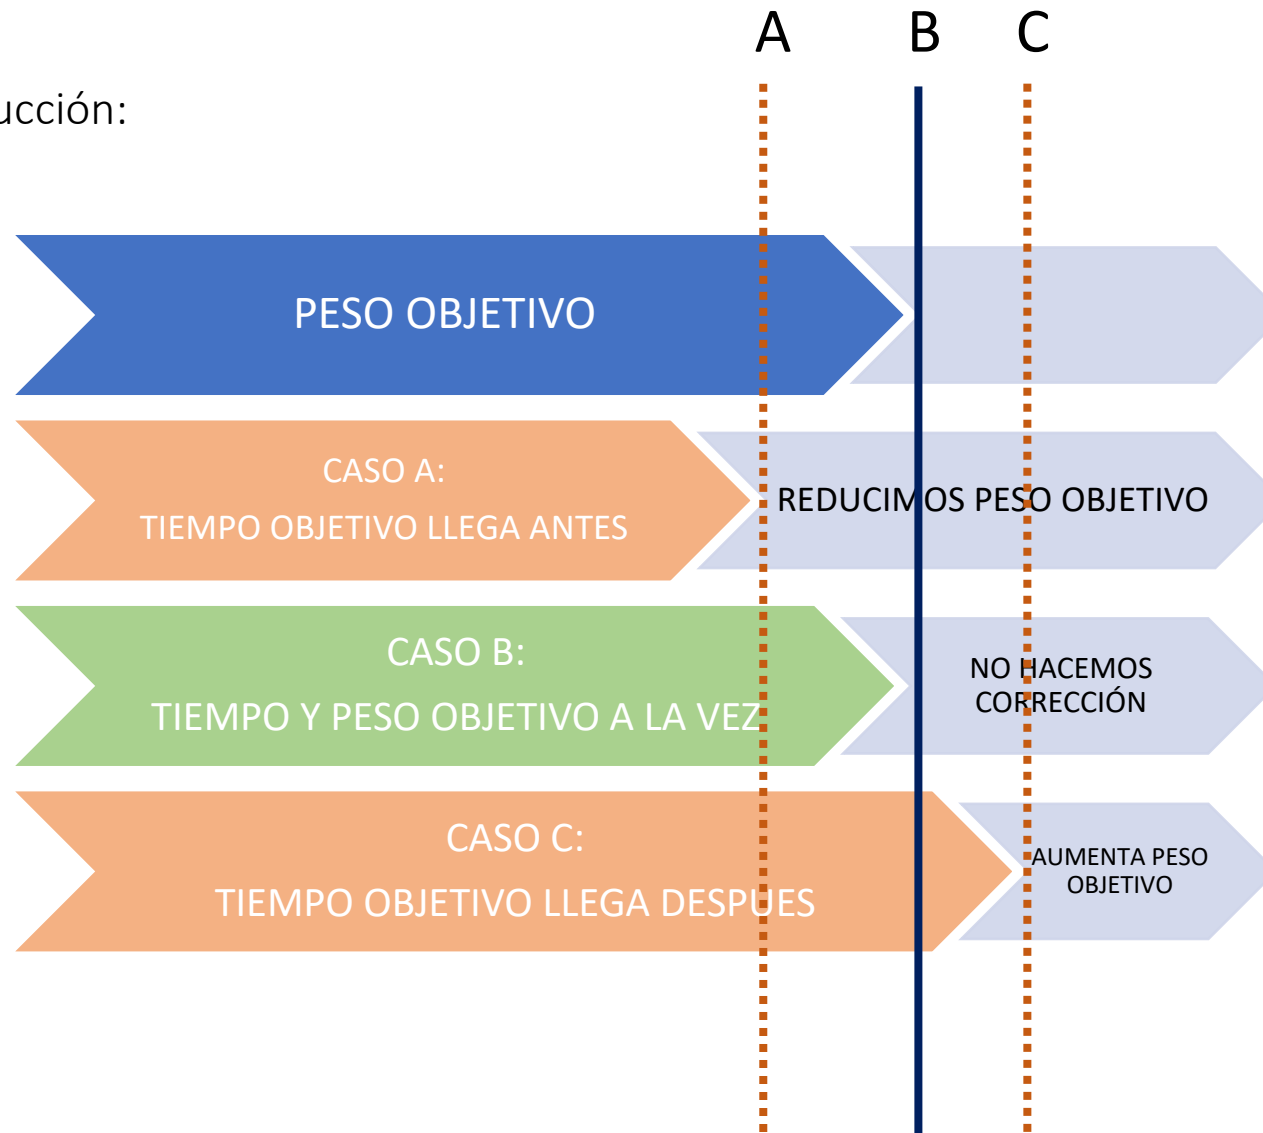 A B C
ucción:
PESO OBJETIVO
CASO A:
TIEMPO OBJETIVO LLEGA ANTES
REDUCIMOS PESO OBJETIVO
CASO B:
TIEMPO Y PESO OBJETIVO A LA VEZ
NO HACEMOS
CORRECCIÓN
CASO C:
TIEMPO OBJETIVO LLEGA DESPUES
AUMENTA PESO
OBJETIVO